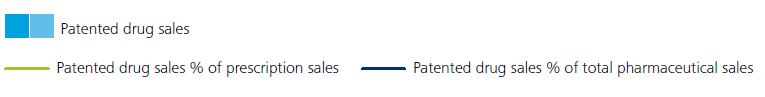 Patented drug sales
Patented drug sales % of prescription sales Patented drug sales % of total pharmaceutical sales